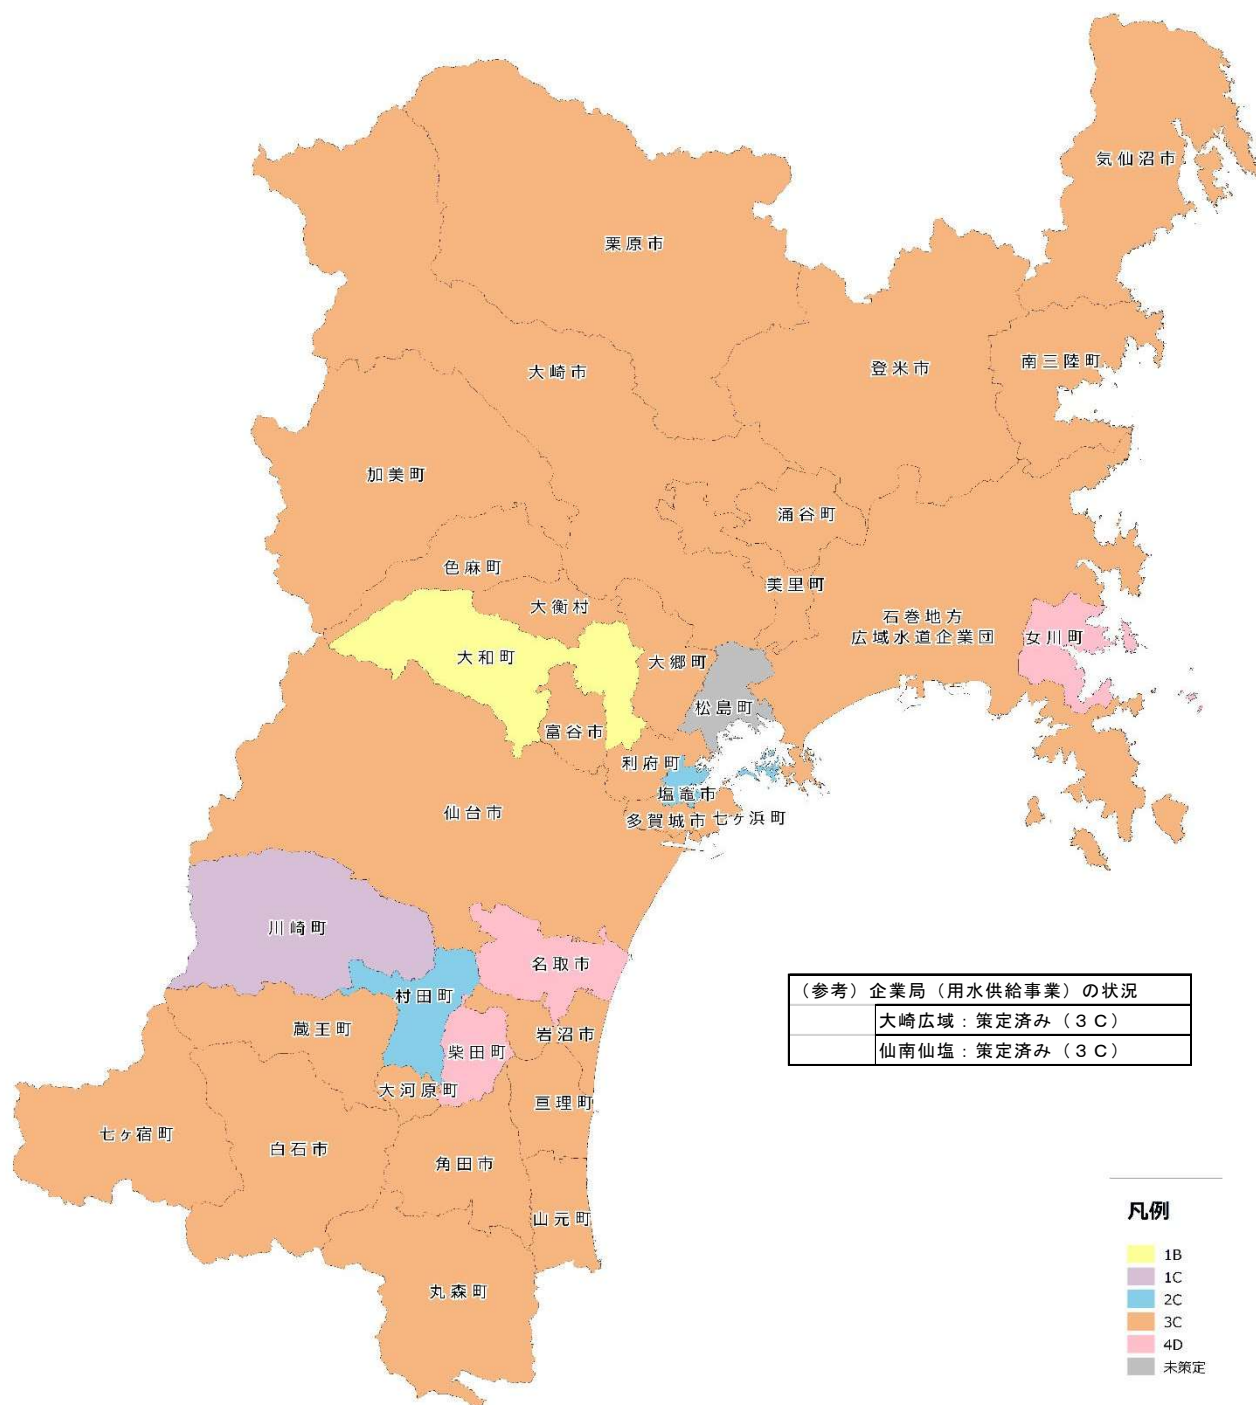 気仙沼市
栗原市
大崎市
登米市
南三陸町
加美町
涌谷町
色麻町
美里町
大衡村
石巻地方
広域水道企業団
女川町
大和町
大郷町
松島町
富谷市
利府町
塩竈市
仙台市
多賀城市
七ヶ浜町
川崎町
名取市
村田町
蔵王町
岩沼市
柴田町
大河原町
亘理町
七ヶ宿町
白石市
角田市
山元町
丸森町
（参考）企業局（用水供給事業）の状況
大崎広域：策定済み（３Ｃ）
仙南仙塩：策定済み（３Ｃ）
凡例
1B
1C
2C
3C
4D
未策定